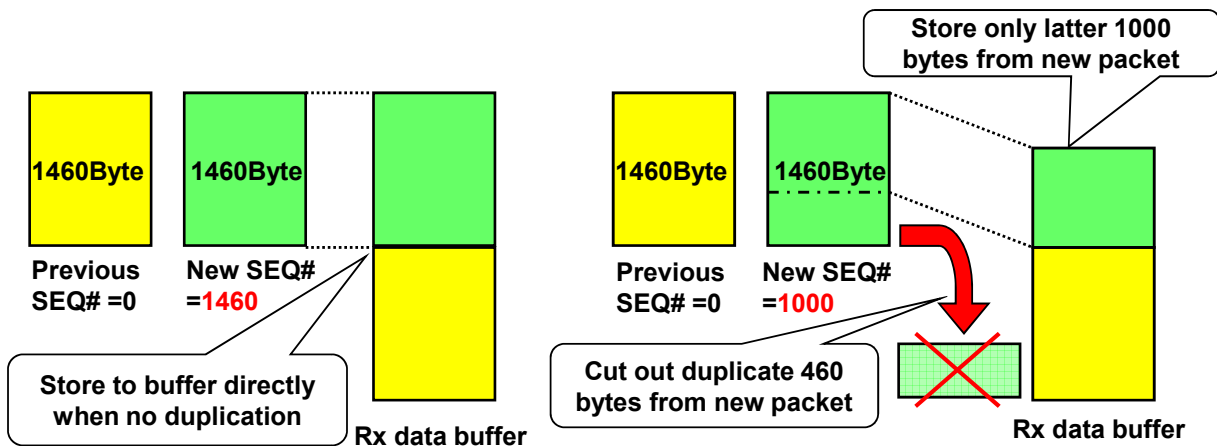 1460Byte
1460Byte
Previous
SEQ# =0
New SEQ#
=1460
Store to buffer directly
when no duplication
Rx data buffer
Store only latter 1000
bytes from new packet
1460Byte
1460Byte
Previous
SEQ# =0
New SEQ#
=1000
Cut out duplicate 460
bytes from new packet
Rx data buffer